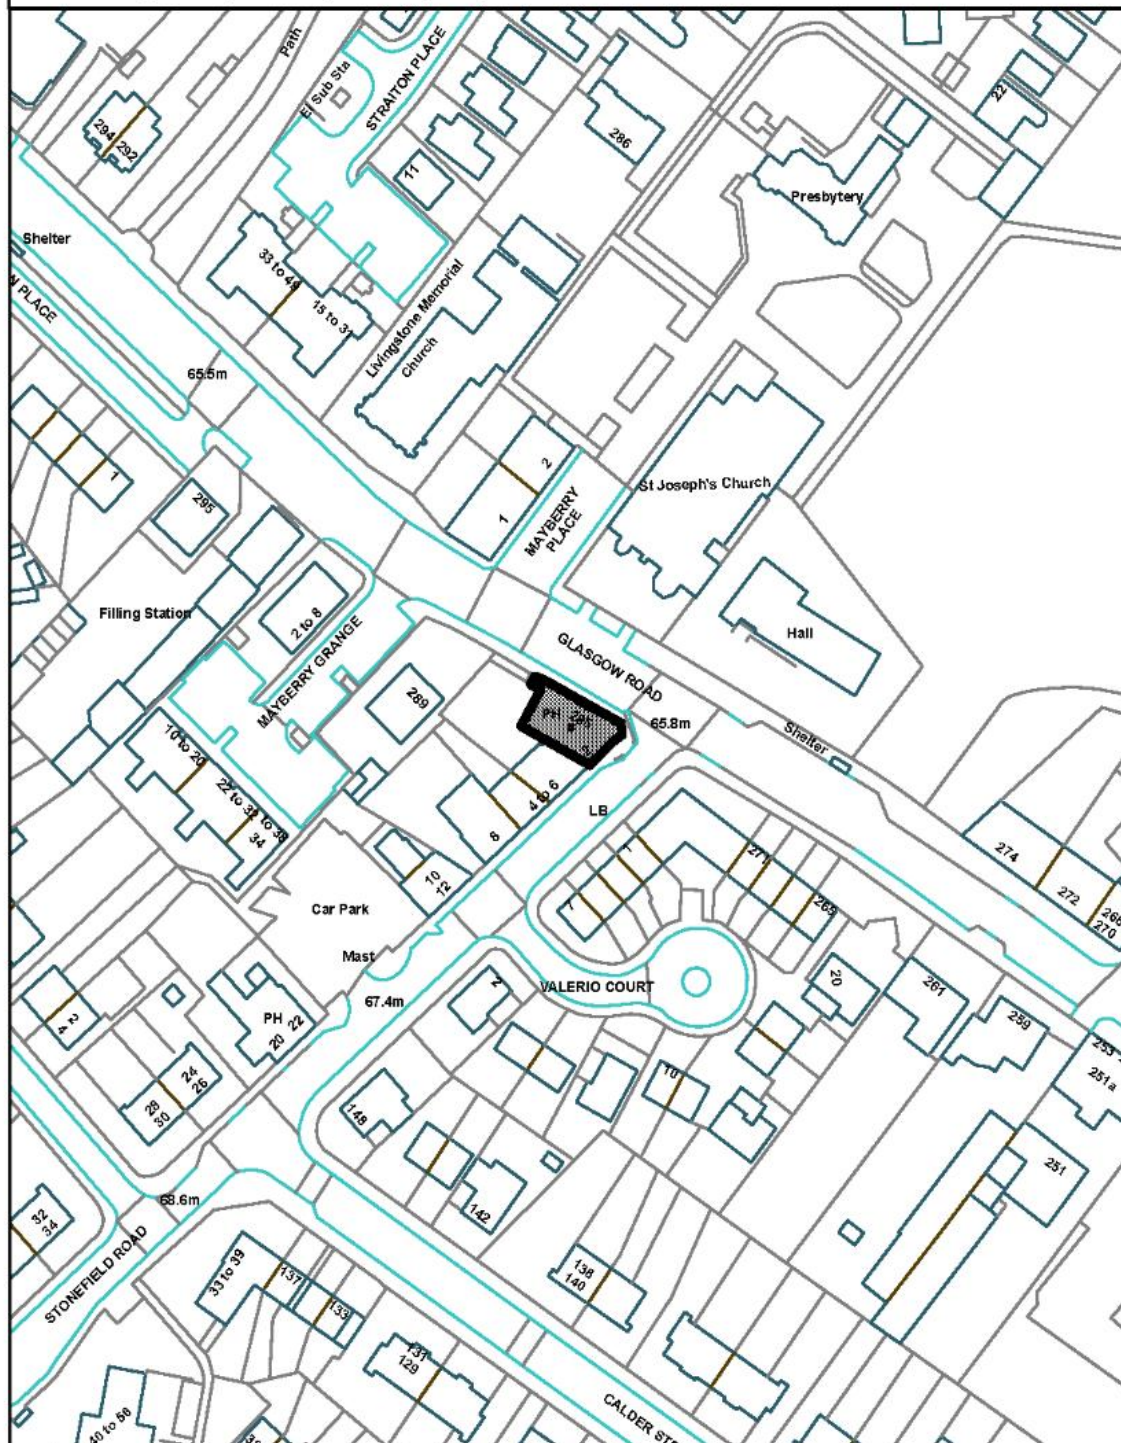 Path
El Sub Sta
STRAITON PLACE
294
292
286
22
11
Presbytery
Shelter
N PLACE
33 to 49
15 to 31
Livingstone Memorial
Church
65.5m
1
295
2
1
MAYBERRY
PLACE
St Joseph's Church
Filling Station
2 to 8
MAYBERRY GRANGE
Hall
GLASGOW ROAD
289
PH
285
2
65.8m
Shelter
10 to 20
22 to 32
34
4 to 6
8
LB
10
12
1
7
271
265
274
272
270
Car Park
Mast
67.4m
2
VALERIO COURT
20
261
259
253
251a
251
2
4
PH
22
20
24
26
28
30
148
10
142
68.6m
32
34
STONEFIELD ROAD
33 to 39
137
133
138
140
131
129
40 to 56
CALDER ST